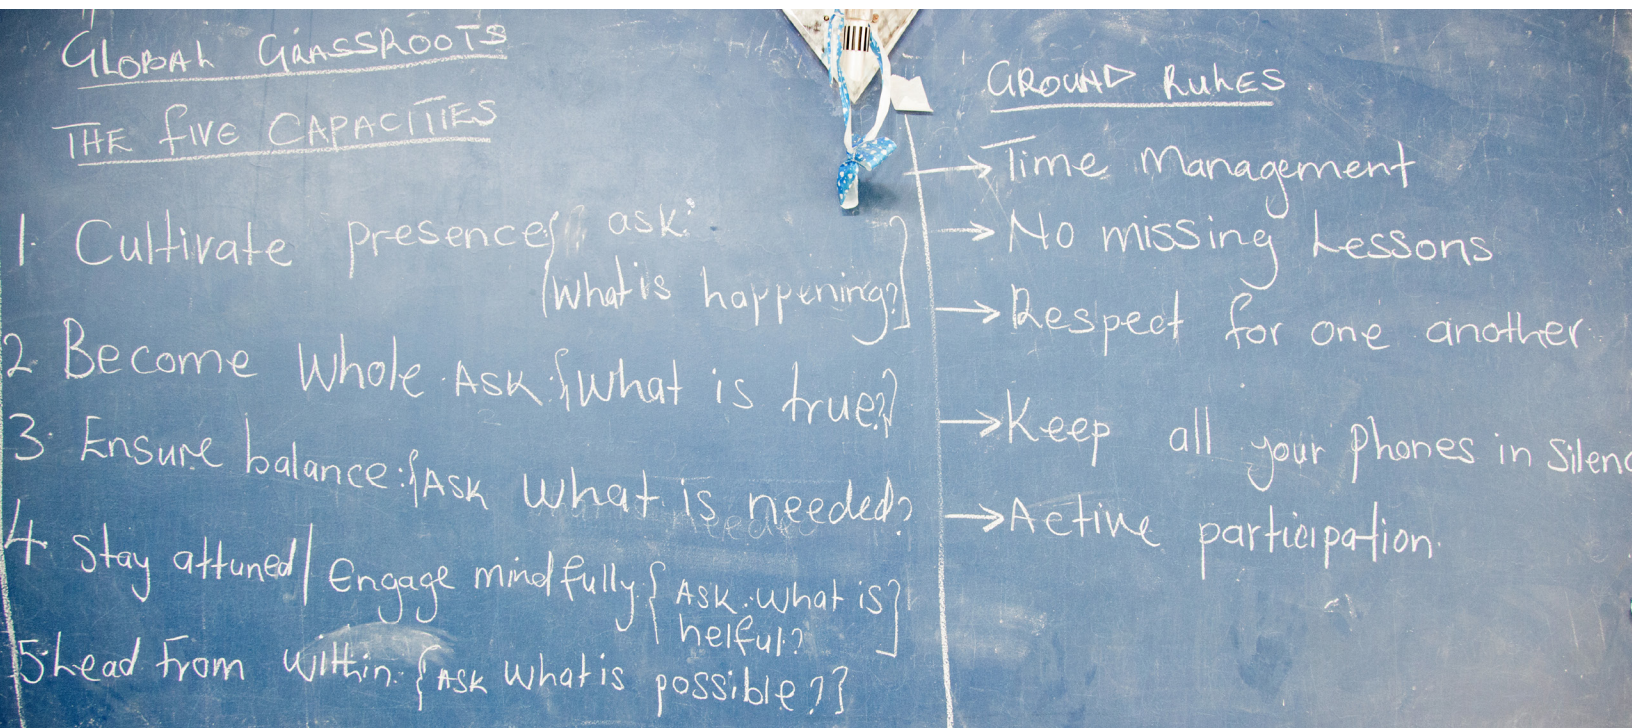 GLOBAL GRASSROOTS
THE five CAPACITIES
1. Cultivate presence{ ask:
{What is happening?]
2 Become Whole. ASK:{What is true?}
3. Ensure balance:{ASK What is needed?
4. Stay attuned/ Engage mindfully.{ ASK: What is]
helful?
5. Lead from within. {ASK What is possible??}
GROUND RULES
→Time Management
→No missing Lessons
→Respect for one another.
→Keep all your Phones in Silenc
→Active participation.